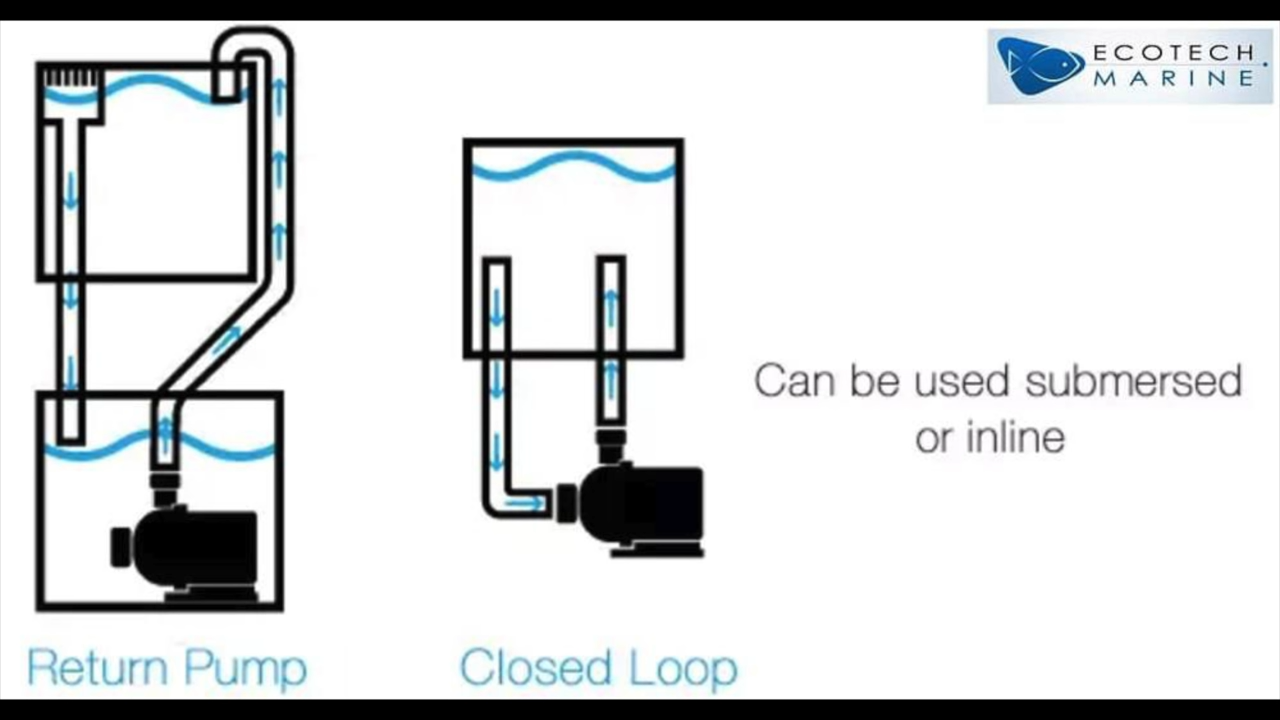 ECOTECH
MARINE
Can be used submersed
or inline
Return Pump
Closed Loop